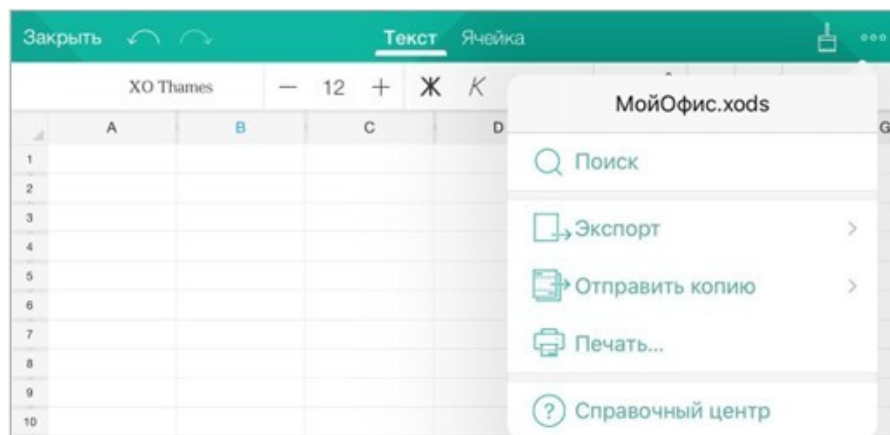 Закрыть Текст Ячейка
XO Thames — 12 + Ж К
МойОфис.xods
A B C D G
Поиск
1
2
3
Экспорт
4
5
Отправить копию
6
7
Печать...
8
9
Справочный центр
10